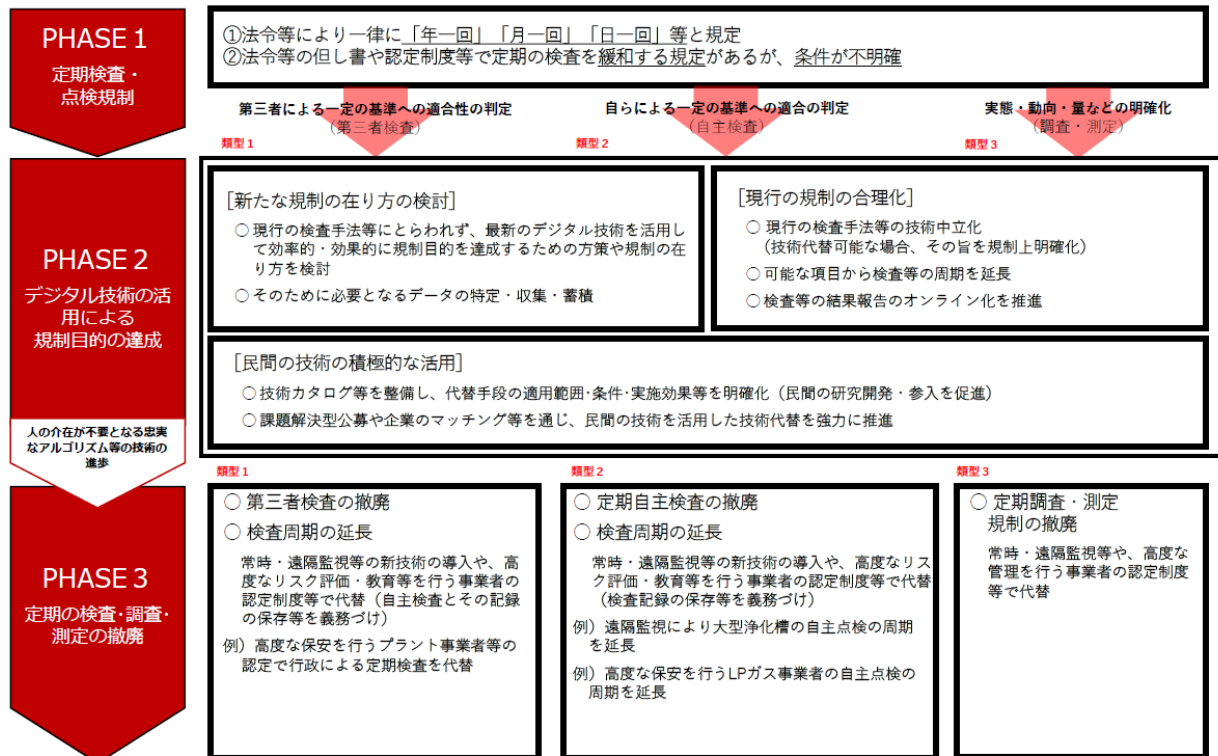 PHASE 1
定期検査・
点検規制
①法令等により一律に「年一回」「月一回」「日一回」等と規定
②法令等の但し書や認定制度等で定期の検査を緩和する規定があるが、条件が不明確
第三者による一定の基準への適合性の判定
(第三者検査)
類型1
自らによる一定の基準への適合の判定
(自主検査)
類型2
実態・動向・量などの明確化
(調査・測定)
類型3
PHASE 2
デジタル技術の活
用による
規制目的の達成
[新たな規制の在り方の検討]
○ 現行の検査手法等にとらわれず、最新のデジタル技術を活用し
て効率的・効果的に規制目的を達成するための方策や規制の在
り方を検討
○ そのために必要となるデータの特定・収集・蓄積
[現行の規制の合理化]
○ 現行の検査手法等の技術中立化
(技術代替可能な場合、その旨を規制上明確化)
○ 可能な項目から検査等の周期を延長
○ 検査等の結果報告のオンライン化を推進
[民間の技術の積極的な活用]
○ 技術カタログ等を整備し、代替手段の適用範囲・条件・実施効果等を明確化（民間の研究開発・参入を促進）
○ 課題解決型公募や企業のマッチング等を通じ、民間の技術を活用した技術代替を強力に推進
人の介在が不要となる忠実
なアルゴリズム等の技術の
進歩
PHASE 3
定期の検査・調査・
測定の撤廃
類型1
○ 第三者検査の撤廃
○ 検査周期の延長
常時・遠隔監視等の新技術の導入や、高
度なリスク評価・教育等を行う事業者の
認定制度等で代替（自主検査とその記録
の保存等を義務づけ）
例）高度な保安を行うプラント事業者等の
認定で行政による定期検査を代替
類型2
○ 定期自主検査の撤廃
○ 検査周期の延長
常時・遠隔監視等の新技術の導入や、高度なリス
ク評価・教育等を行う事業者の認定制度等で代替
(検査記録の保存等を義務づけ)
例）遠隔監視により大型浄化槽の自主点検の周期
を延長
例）高度な保安を行うLPガス事業者の自主点検の
周期を延長
類型3
○ 定期調査・測定
規制の撤廃
常時・遠隔監視等や、高度な
管理を行う事業者の認定制度
等で代替